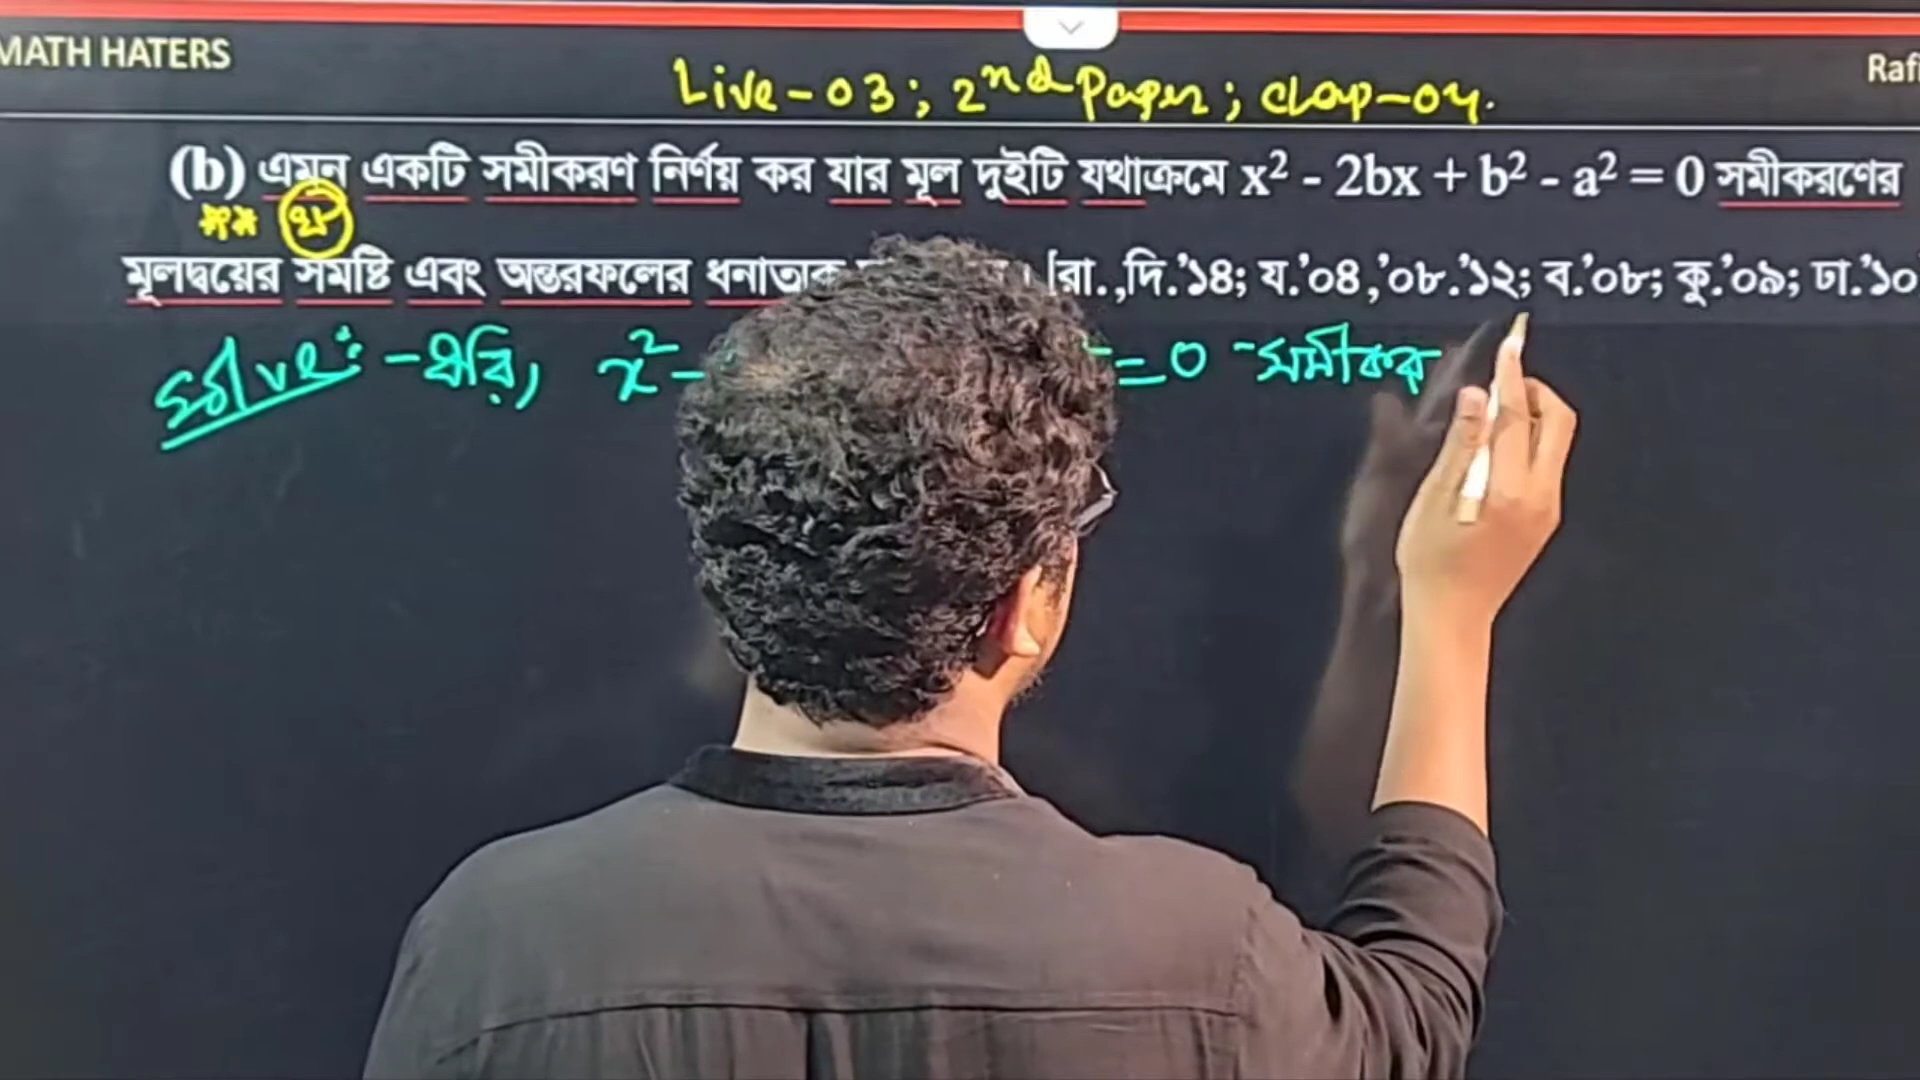 MATH HATERS
Rafi
Live-03; 2nd Paper; Chap-04.
(b) এমন একটি সমীকরণ নির্ণয় কর যার মূল দুইটি যথাক্রমে x² - 2bx + b² - a² = 0 সমীকরণের
মূলদ্বয়ের সমষ্টি এবং অন্তরফলের ধনাত্মক [রা.,দি.'১৪; য.'০৪,'০৮.'১২; ব.'০৮; কু.'০৯; ঢা.'১০
Solve: - ধরি, x² - = 0 সমীকর